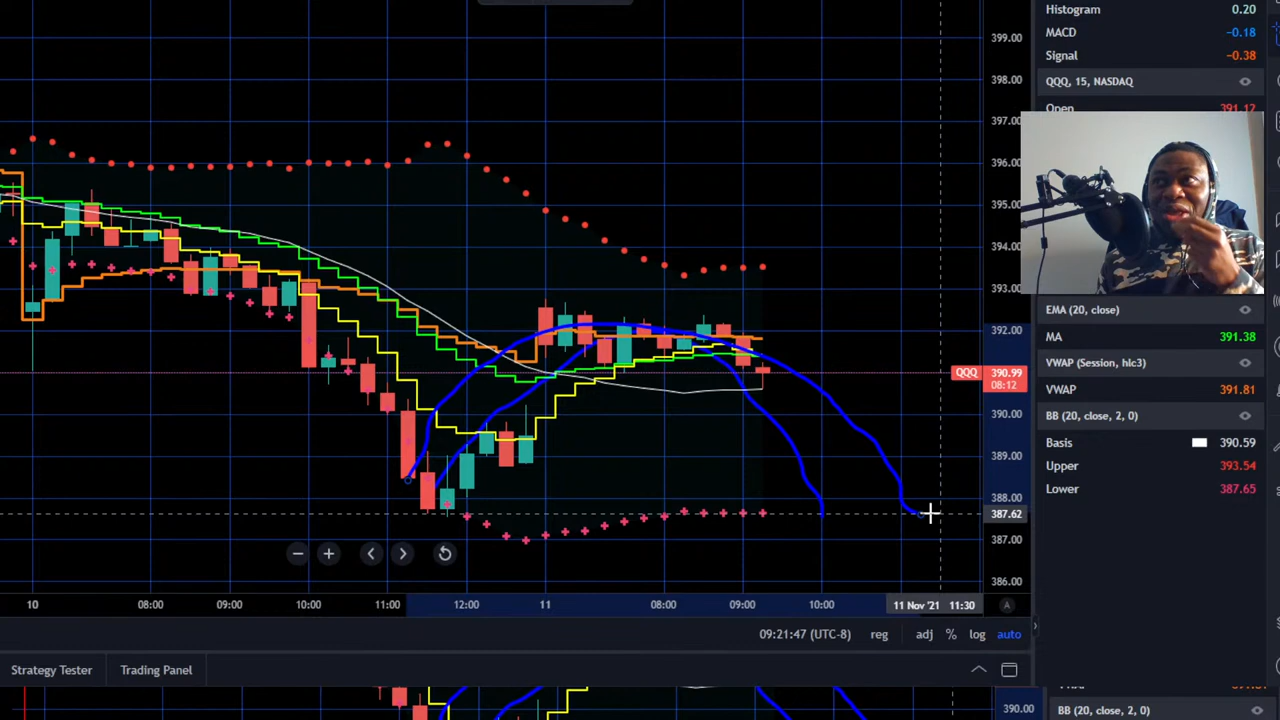 Histogram 0.20
MACD −0.18
Signal −0.38
QQQ, 15, NASDAQ
Open 391.12
EMA (20, close)
MA 391.38
VWAP (Session, hlc3)
VWAP 391.81
BB (20, close, 2, 0)
Basis 390.59
Upper 393.54
Lower 387.65
399.00
398.00
397.00
396.00
395.00
394.00
393.00
392.00
QQQ 390.99
08:12
390.00
389.00
388.00
387.62
387.00
386.00
10 08:00 09:00 10:00 11:00 12:00 11 08:00 09:00 10:00 11 Nov '21 11:30 A
09:21:47 (UTC-8) reg adj % log auto
Strategy Tester Trading Panel
390.00
BB (20, close, 2, 0)